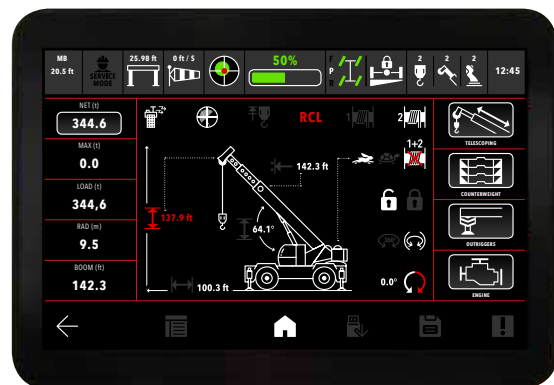 MB
20.5 ft
SERVICE
MODE
25.98 ft
0 ft / 5
50%
F
P
R
2
2
2
12:45
NET (t)
344.6
MAX (t)
0.0
LOAD (t)
344,6
RAD (m)
9.5
BOOM (ft)
142.3
RCL
1
2
1+2
142.3 ft
137.9 ft
64.1°
100.3 ft
360°
0.0°
TELESCOPING
COUNTERWEIGHT
OUTRIGGERS
ENGINE